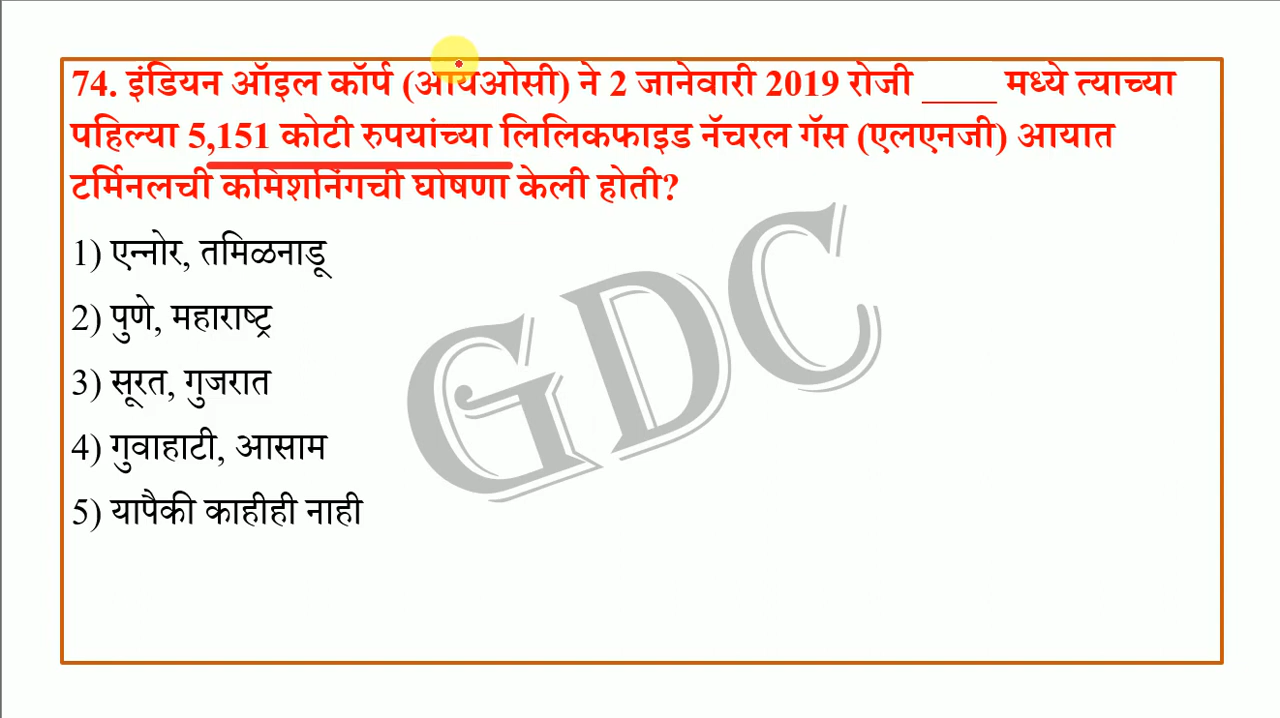 74. इंडियन ऑइल कॉर्प (आयओसी) ने 2 जानेवारी 2019 रोजी ____ मध्ये त्याच्या
पहिल्या 5,151 कोटी रुपयांच्या लिलिकफाइड नॅचरल गॅस (एलएनजी) आयात
टर्मिनलची कमिशनिंगची घोषणा केली होती?
1) एन्नोर, तमिळनाडू
2) पुणे, महाराष्ट्र
3) सूरत, गुजरात
4) गुवाहाटी, आसाम
5) यापैकी काहीही नाही
GDC